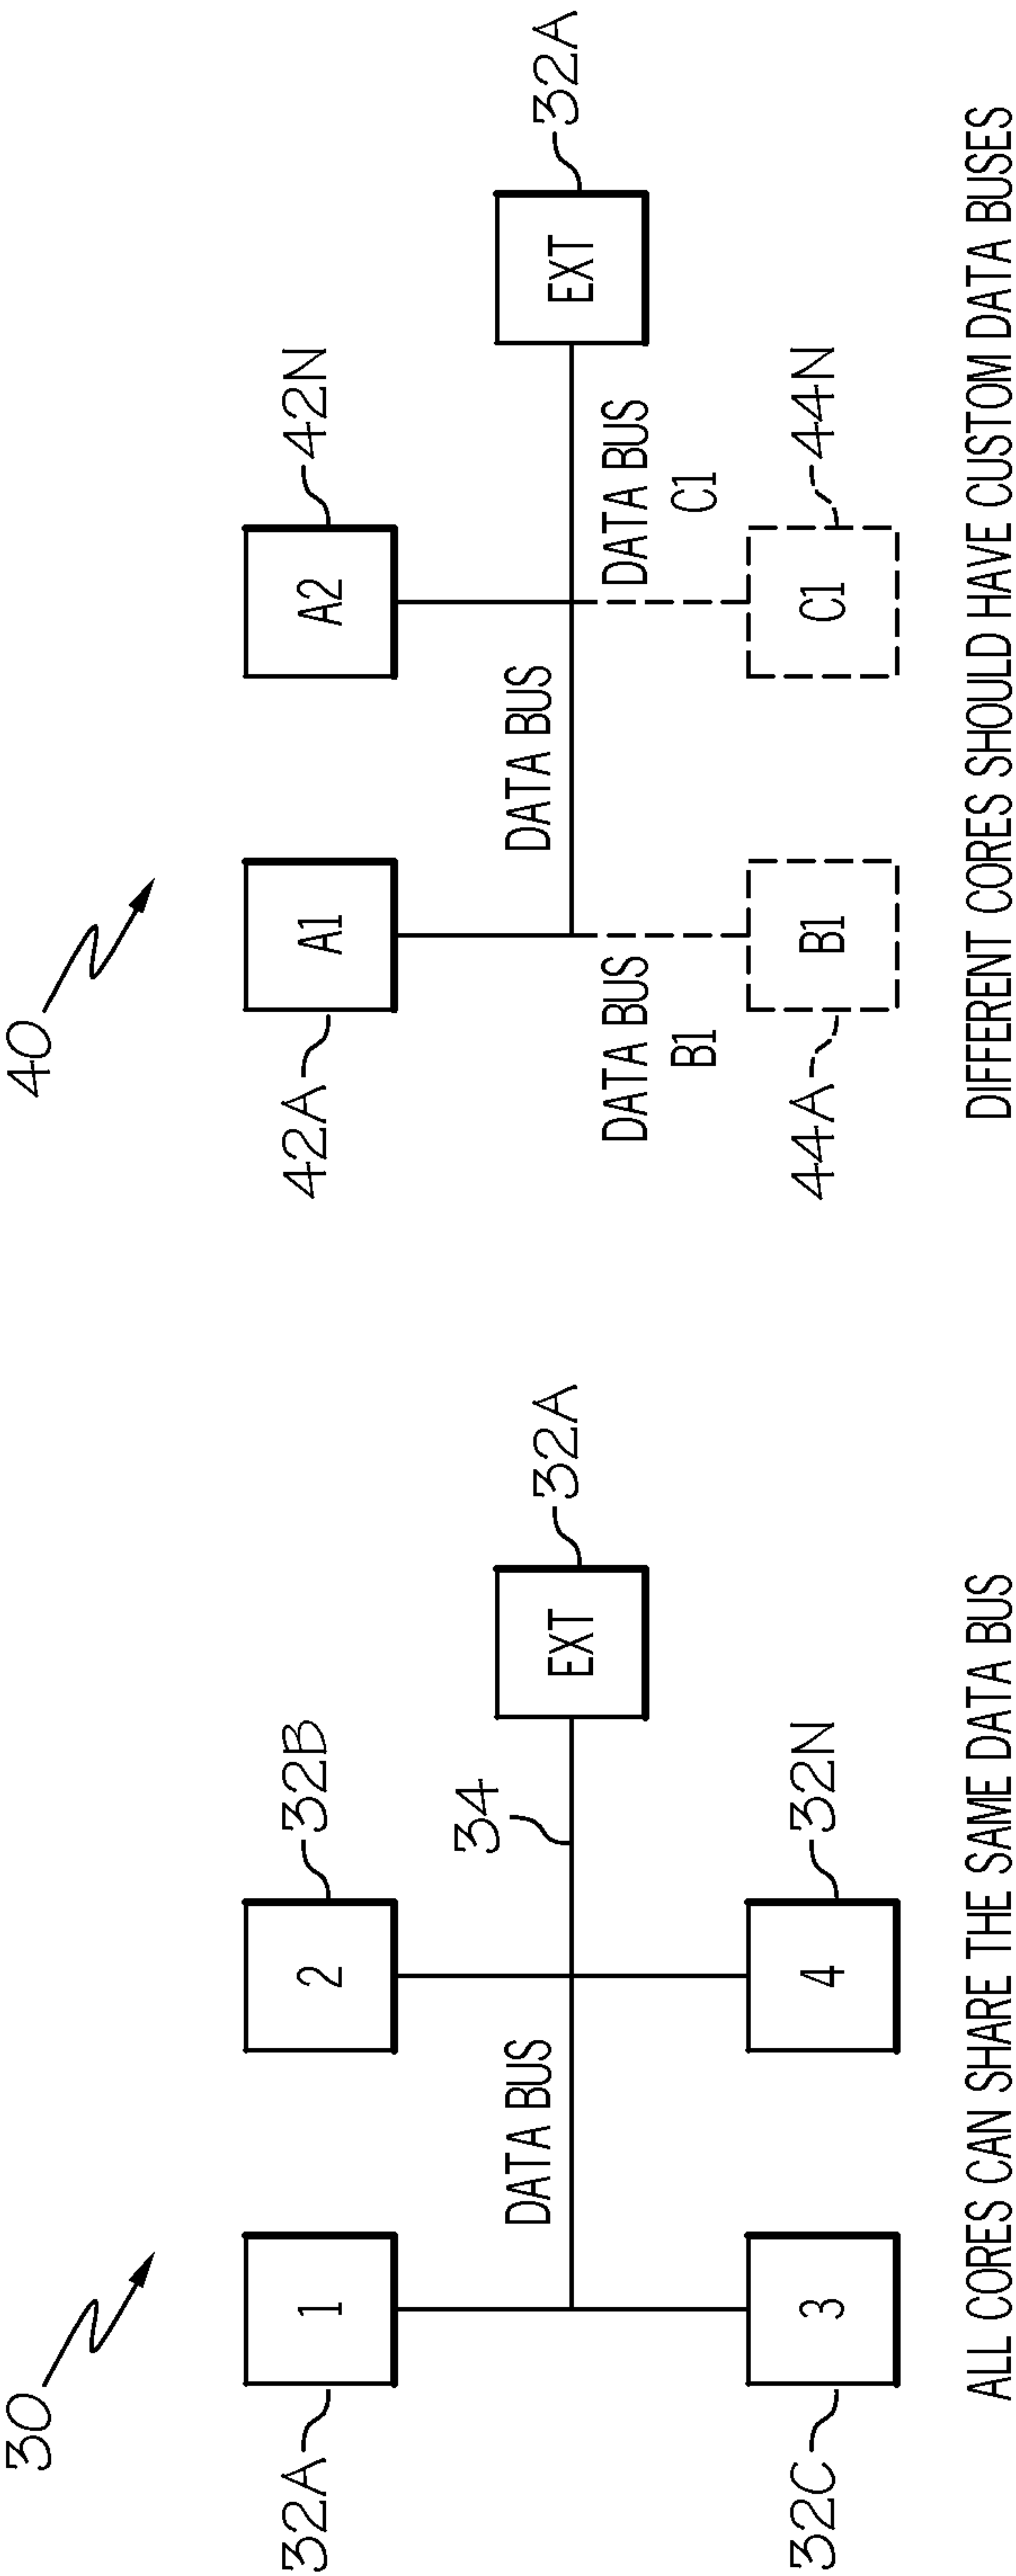 30
32A
1
2
32B
DATA BUS
34
EXT
32A
32C
3
4
32N
ALL CORES CAN SHARE THE SAME DATA BUS
40
42A
A1
A2
42N
DATA BUS
EXT
32A
DATA BUS
B1
DATA BUS
C1
44A
B1
C1
44N
DIFFERENT CORES SHOULD HAVE CUSTOM DATA BUSES